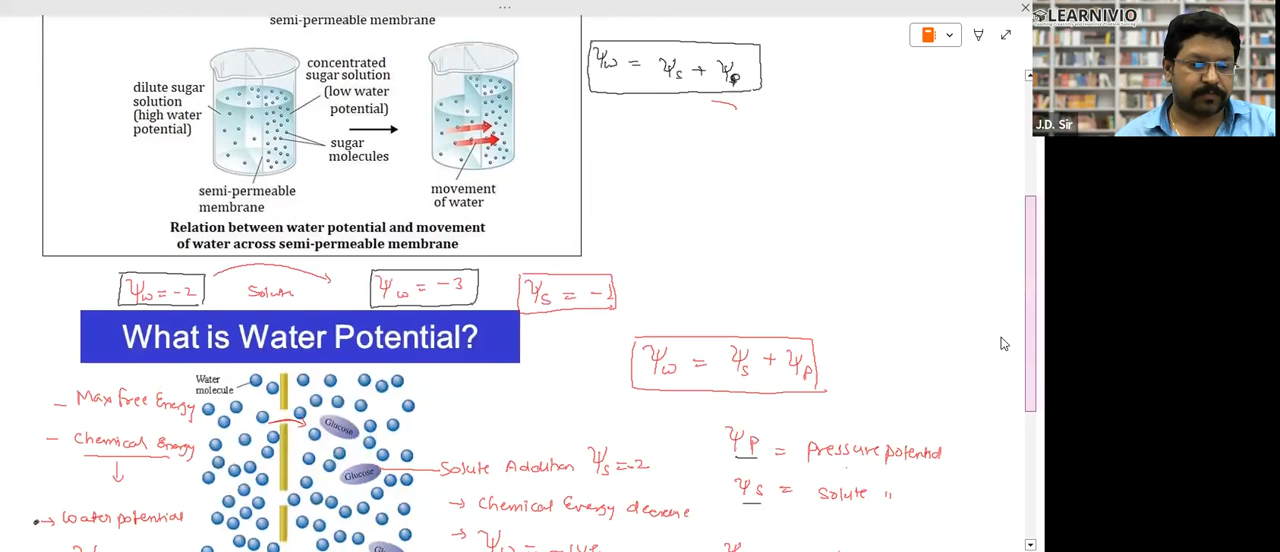 semi-permeable membrane
LEARNIVIO
J.D. Sir
Ψw = Ψs + Ψp
dilute sugar
solution
(high water
potential)
concentrated
sugar solution
(low water
potential)
sugar
molecules
semi-permeable
membrane
movement
of water
Relation between water potential and movement
of water across semi-permeable membrane
Ψw = -2
Solute
Ψw = -3
Ψs = -2
What is Water Potential?
Ψw = Ψs + Ψp
Water
molecule
Glucose
Glucose
- Max Free Energy
- Chemical Energy
→ Water potential
Solute Addition Ψs = -2
→ Chemical Energy decrease
→ Ψw = -ive
Ψp = Pressure potential
Ψs = Solute "